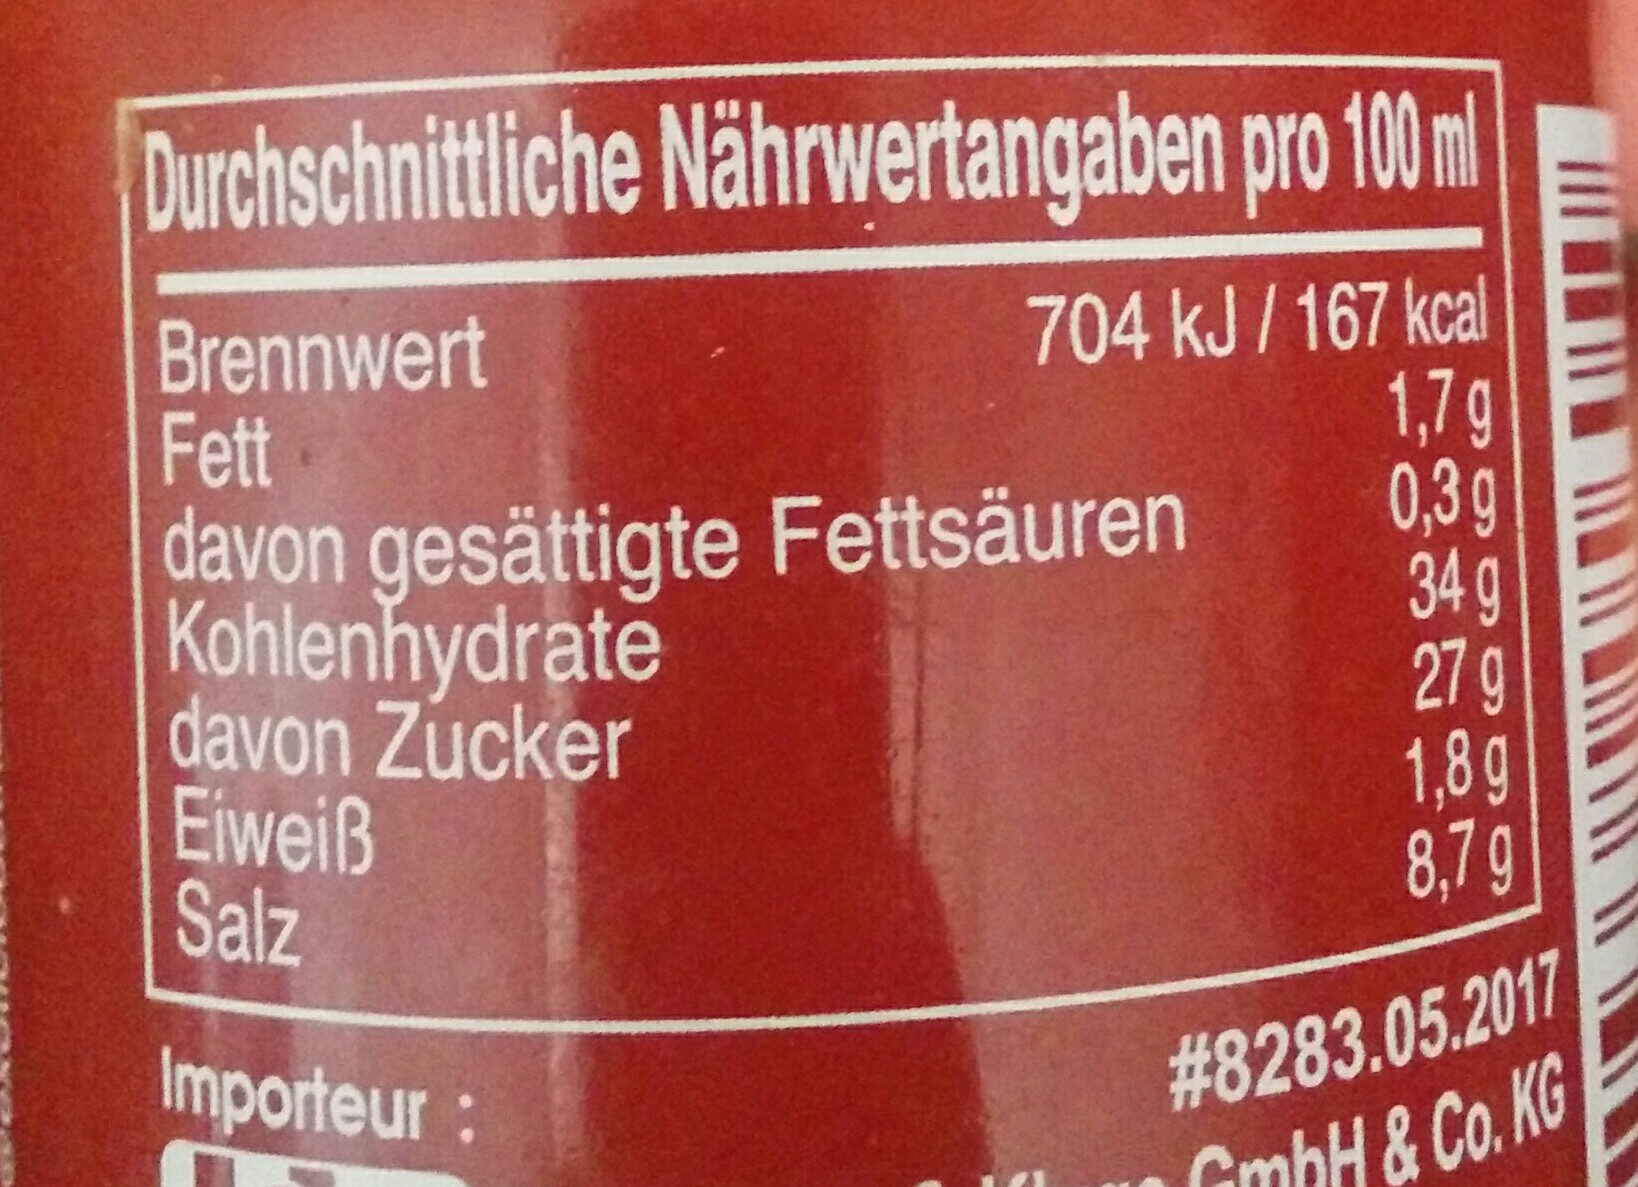 Durchschnittliche Nährwertangaben pro 100 ml
Brennwert 704 kJ / 167 kcal
Fett 1,7 g
davon gesättigte Fettsäuren 0,3 g
Kohlenhydrate 34 g
davon Zucker 27 g
Eiweiß 1,8 g
Salz 8,7 g
#8283.05.2017
Importeur :
GmbH & Co. KG